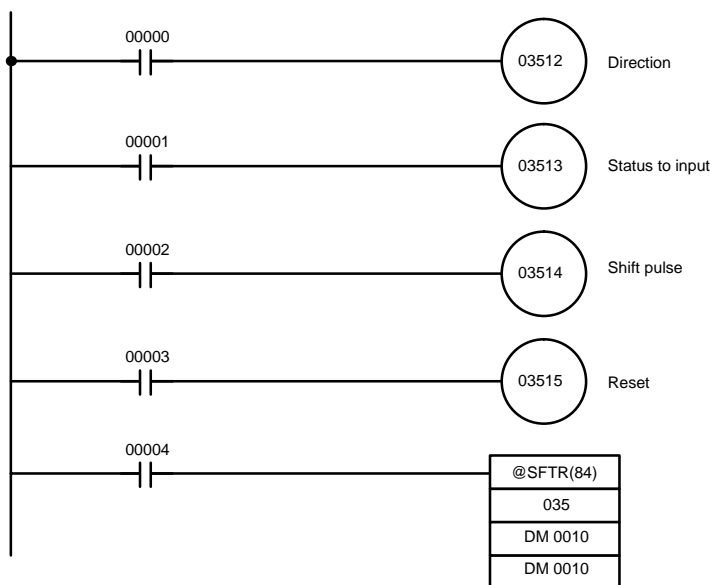 00000
03512
Direction
00001
03513
Status to input
00002
03514
Shift pulse
00003
03515
Reset
00004
@SFTR(84)
035
DM 0010
DM 0010